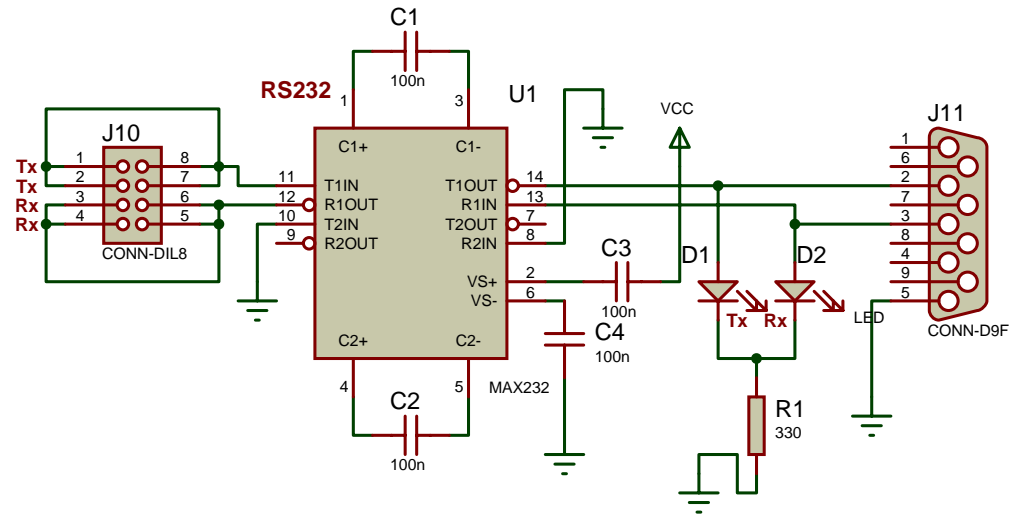 C1
100n
RS232
1
3
U1
VCC
J10
J11
C1+
C1-
Tx
1
8
Tx
2
7
Rx
3
6
Rx
4
5
CONN-DIL8
11
T1IN
T1OUT
14
12
R1OUT
R1IN
13
10
T2IN
T2OUT
7
9
R2OUT
R2IN
8
VS+
2
VS-
6
C2+
C2-
4
5
MAX232
C2
100n
C3
100n
C4
100n
D1
D2
Tx
Rx
LED
R1
330
1
6
2
7
3
8
4
9
5
CONN-D9F